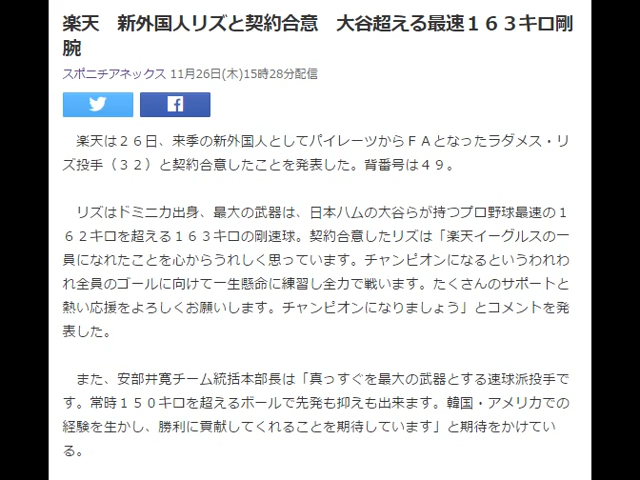 楽天　新外国人リズと契約合意　大谷超える最速１６３キロ剛
腕
スポニチアネックス 11月26日(木)15時28分配信
　楽天は２６日、来季の新外国人としてパイレーツからＦＡとなったラダメス・リ
ズ投手（３２）と契約合意したことを発表した。背番号は４９。
　リズはドミニカ出身、最大の武器は、日本ハムの大谷らが持つプロ野球最速の１
６２キロを超える１６３キロの剛速球。契約合意したリズは「楽天イーグルスの一
員になれたことを心からうれしく思っています。チャンピオンになるというわれわ
れ全員のゴールに向けて一生懸命に練習し全力で戦います。たくさんのサポートと
熱い応援をよろしくお願いします。チャンピオンになりましょう」とコメントを発
表した。
　また、安部井寛チーム統括本部長は「真っすぐを最大の武器とする速球派投手で
す。常時１５０キロを超えるボールで先発も抑えも出来ます。韓国・アメリカでの
経験を生かし、勝利に貢献してくれることを期待しています」と期待をかけてい
る。